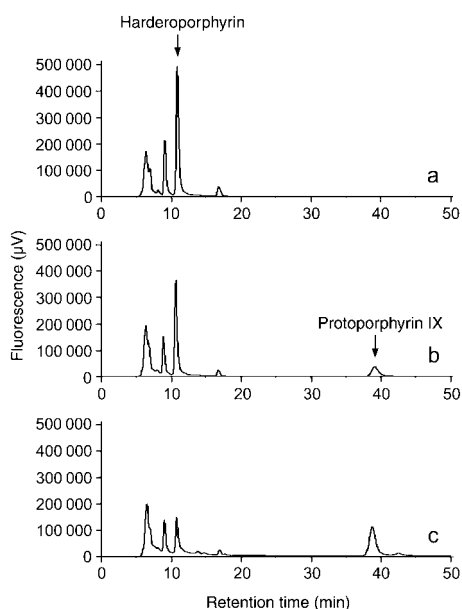 Harderoporphyrin
500 000
400 000
300 000
200 000
100 000
0
0 10 20 30 40 50
a
500 000
400 000
300 000
200 000
100 000
0
0 10 20 30 40 50
Protoporphyrin IX
b
500 000
400 000
300 000
200 000
100 000
0
0 10 20 30 40 50
c
Fluorescence (µV)
Retention time (min)